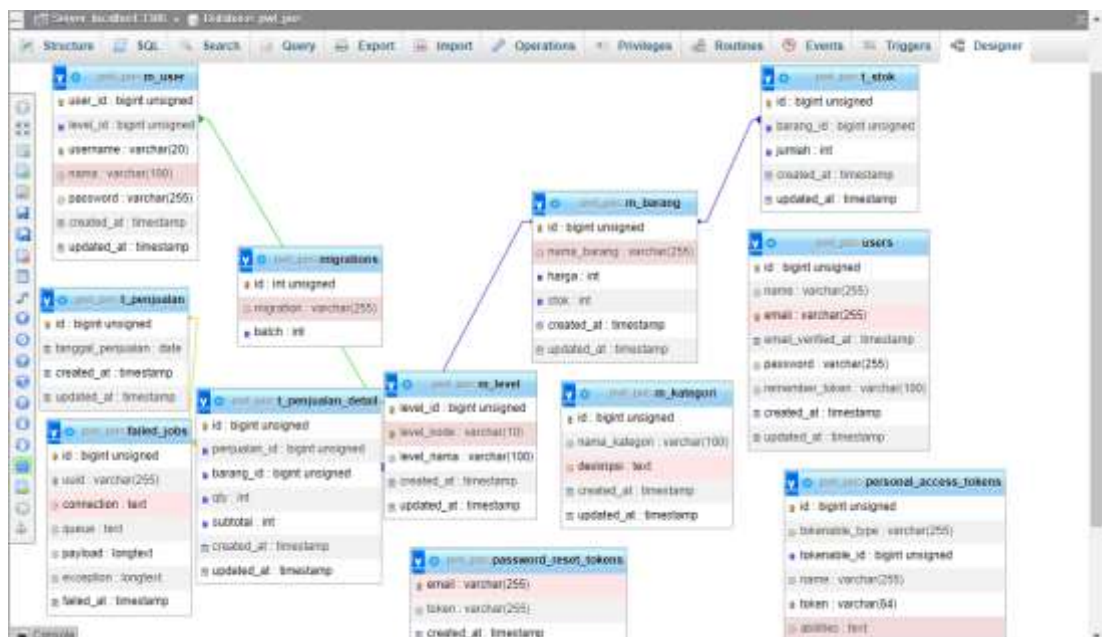 Server: localhost:3306 » Database: pwl_pos
Structure SQL Search Query Export Import Operations Privileges Routines Events Triggers Designer
m_user
user_id : bigint unsigned
level_id : bigint unsigned
username : varchar(20)
name : varchar(100)
password : varchar(255)
created_at : timestamp
updated_at : timestamp
t_stok
id : bigint unsigned
barang_id : bigint unsigned
jumlah : int
created_at : timestamp
updated_at : timestamp
m_barang
id : bigint unsigned
nama_barang : varchar(255)
harga : int
stok : int
created_at : timestamp
updated_at : timestamp
users
id : bigint unsigned
name : varchar(255)
email : varchar(255)
email_verified_at : timestamp
password : varchar(255)
remember_token : varchar(100)
created_at : timestamp
updated_at : timestamp
migrations
id : int unsigned
migration : varchar(255)
batch : int
t_penjualan
id : bigint unsigned
tanggal_penjualan : date
created_at : timestamp
updated_at : timestamp
t_penjualan_detail
id : bigint unsigned
penjualan_id : bigint unsigned
barang_id : bigint unsigned
qty : int
subtotal : int
created_at : timestamp
updated_at : timestamp
m_level
level_id : bigint unsigned
level_kode : varchar(10)
level_nama : varchar(100)
created_at : timestamp
updated_at : timestamp
m_kategori
id : bigint unsigned
nama_kategori : varchar(100)
deskripsi : text
created_at : timestamp
updated_at : timestamp
failed_jobs
id : bigint unsigned
uuid : varchar(255)
connection : text
queue : text
payload : longtext
exception : longtext
failed_at : timestamp
personal_access_tokens
id : bigint unsigned
tokenable_type : varchar(255)
tokenable_id : bigint unsigned
name : varchar(255)
token : varchar(64)
abilities : text
password_reset_tokens
email : varchar(255)
token : varchar(255)
created_at : timestamp
Console